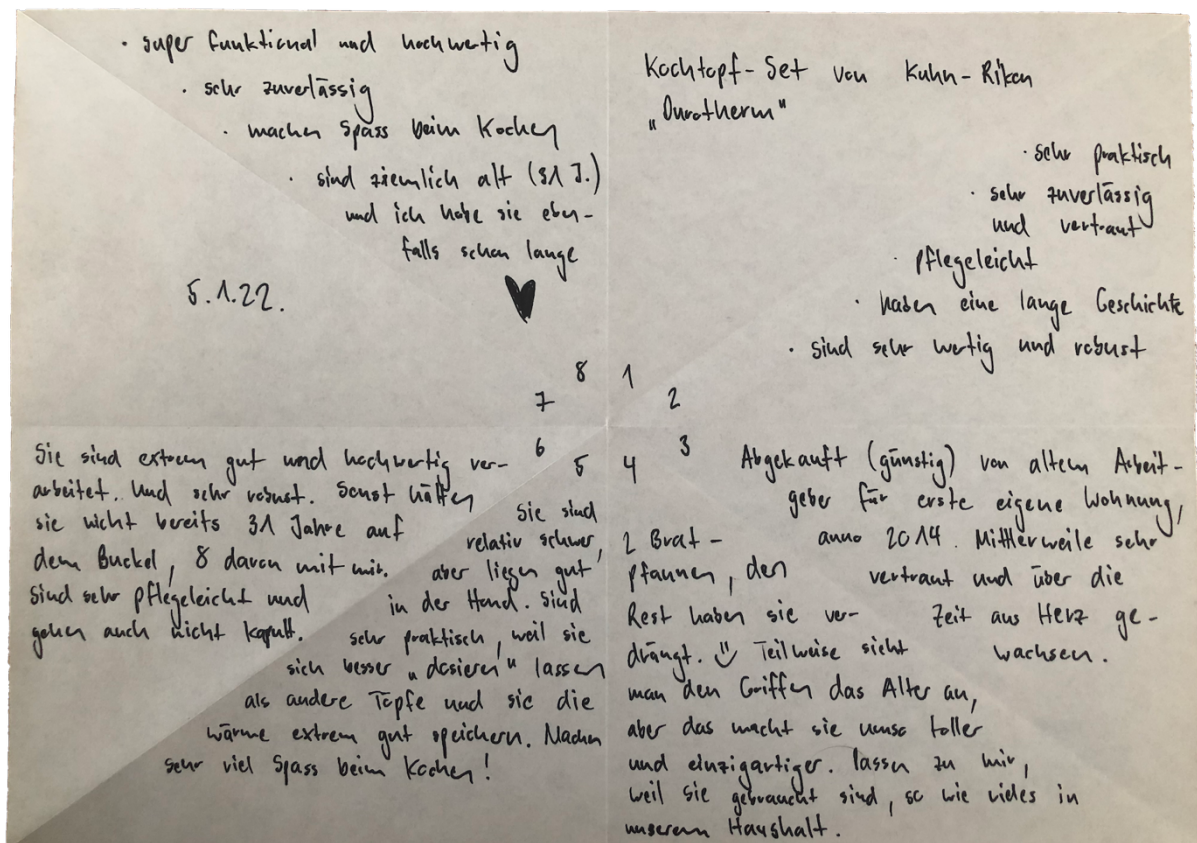 1
Kochtopf-Set von Kuhn-Rikon
„Durotherm"
2
· sehr praktisch
· sehr zuverlässig
und vertraut
· pflegeleicht
· haben eine lange Geschichte
· sind sehr wertig und robust
3
Abgekauft (günstig) von altem Arbeit-
geber für erste eigene Wohnung,
anno 2014. Mittlerweile sehr
vertraut und über die
Zeit ans Herz ge-
wachsen.
4
2 Brat-
pfannen, den
Rest haben sie ver-
drängt. Teilweise sieht
man den Griffen das Alter an,
aber das macht sie umso toller
und einzigartiger. Passen zu mir,
weil sie gebraucht sind, so wie vieles in
unserem Haushalt.
5
Sie sind
relativ schwer,
aber liegen gut
in der Hand. Sind
sehr praktisch, weil sie
sich besser „dosieren" lassen
als andere Töpfe und sie die
Wärme extrem gut speichern. Machen
sehr viel Spass beim Kochen!
6
Sie sind extrem gut und hochwertig ver-
arbeitet. Und sehr robust. Sonst hätten
sie nicht bereits 31 Jahre auf
dem Buckel, 8 davon mit mir.
Sind sehr pflegeleicht und
gehen auch nicht kaputt.
7
5.1.22.
8
· super funktional und hochwertig
· sehr zuverlässig
· machen Spass beim Kochen
· sind ziemlich alt (31 J.)
und ich habe sie eben-
falls schon lange